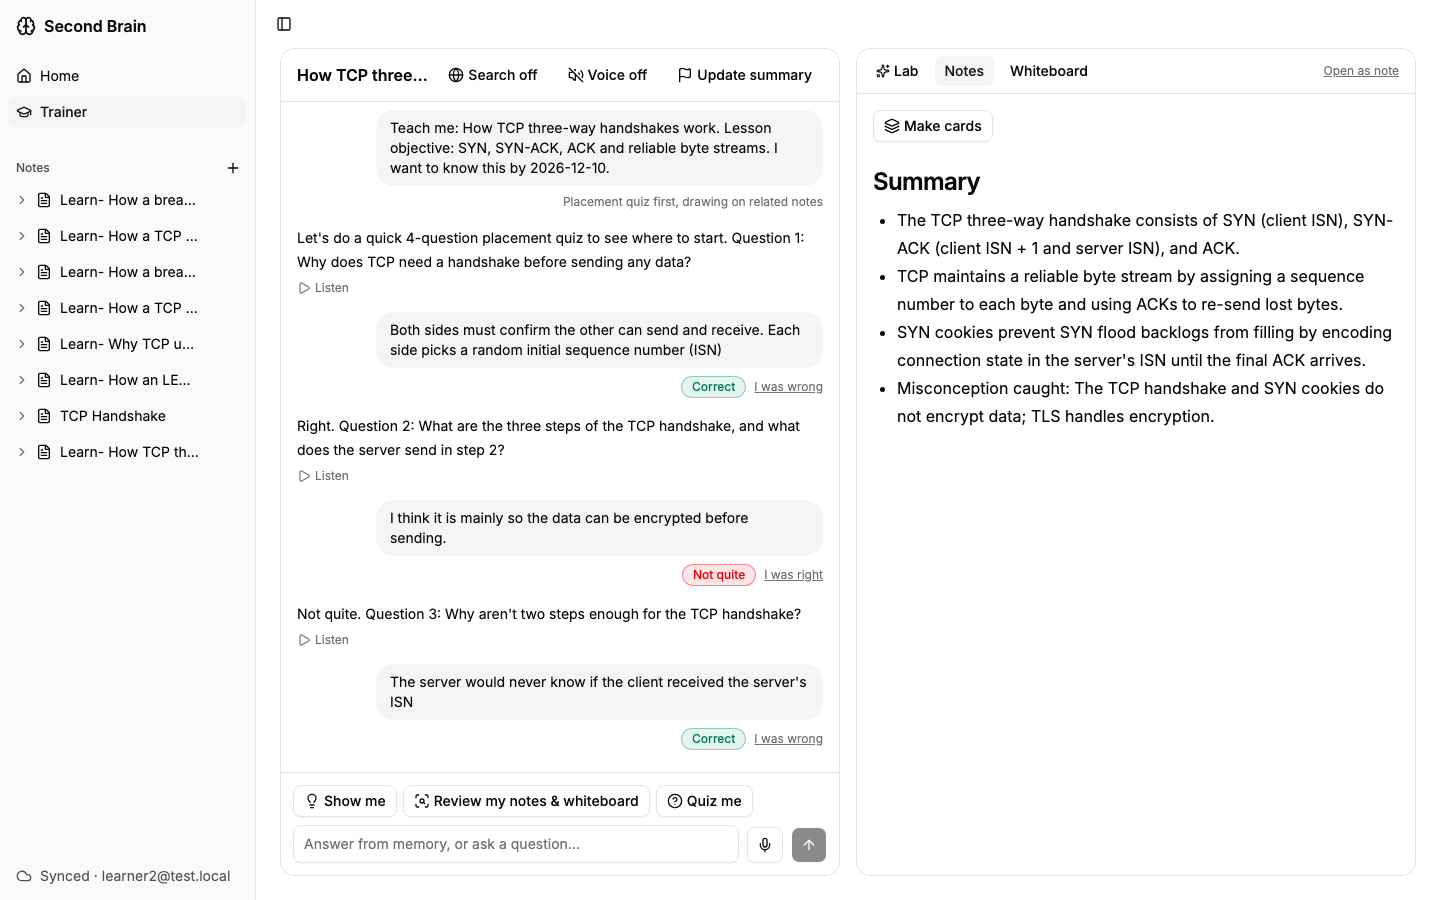 Second Brain
Home
Trainer
Notes
Learn- How a brea...
Learn- How a TCP ...
Learn- How a brea...
Learn- How a TCP ...
Learn- Why TCP u...
Learn- How an LE...
TCP Handshake
Learn- How TCP th...
Synced · learner2@test.local
How TCP three...
Search off
Voice off
Update summary
Teach me: How TCP three-way handshakes work. Lesson
objective: SYN, SYN-ACK, ACK and reliable byte streams. I
want to know this by 2026-12-10.
Placement quiz first, drawing on related notes
Let's do a quick 4-question placement quiz to see where to start. Question 1:
Why does TCP need a handshake before sending any data?
Listen
Both sides must confirm the other can send and receive. Each
side picks a random initial sequence number (ISN)
Correct
I was wrong
Right. Question 2: What are the three steps of the TCP handshake, and what
does the server send in step 2?
Listen
I think it is mainly so the data can be encrypted before
sending.
Not quite
I was right
Not quite. Question 3: Why aren't two steps enough for the TCP handshake?
Listen
The server would never know if the client received the server's
ISN
Correct
I was wrong
Show me
Review my notes & whiteboard
Quiz me
Answer from memory, or ask a question...
Lab
Notes
Whiteboard
Open as note
Make cards
Summary
• The TCP three-way handshake consists of SYN (client ISN), SYN-
ACK (client ISN + 1 and server ISN), and ACK.
• TCP maintains a reliable byte stream by assigning a sequence
number to each byte and using ACKs to re-send lost bytes.
• SYN cookies prevent SYN flood backlogs from filling by encoding
connection state in the server's ISN until the final ACK arrives.
• Misconception caught: The TCP handshake and SYN cookies do
not encrypt data; TLS handles encryption.